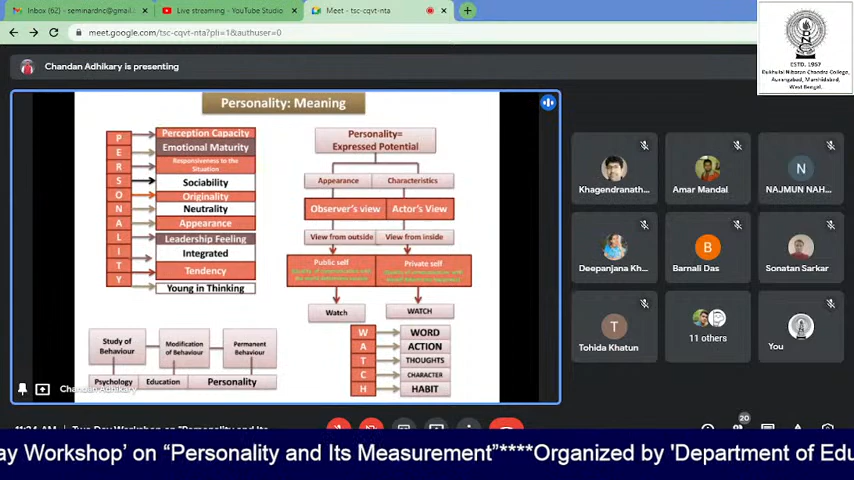 Inbox (62) - seminardnc@gmail.
Live streaming - YouTube Studio
Meet - tsc-cqvt-nta
meet.google.com/tsc-cqvt-nta?pli=1&authuser=0
ESTD. 1967
Chandan Adhikary is presenting
Personality: Meaning
P Perception Capacity
E Emotional Maturity
R Responsiveness to the
Situation
S Sociability
O Originality
N Neutrality
A Appearance
L Leadership Feeling
I Integrated
T Tendency
Y Young in Thinking
Personality=
Expressed Potential
Appearance Characteristics
Observer's view Actor's View
View from outside View from inside
Public self Private self
Watch WATCH
W WORD
A ACTION
T THOUGHTS
C CHARACTER
H HABIT
Study of
Behaviour
Modification
of Behaviour
Permanent
Behaviour
Psychology Education Personality
Chandan Adhikary
Khagendranath...
Amar Mandal
N
NAJMUN NAH...
Deepanjana Kh...
B
Barnali Das
Sonatan Sarkar
T
Tohida Khatun
11 others
You
20
ay Workshop' on "Personality and Its Measurement"****Organized by 'Department of Edu